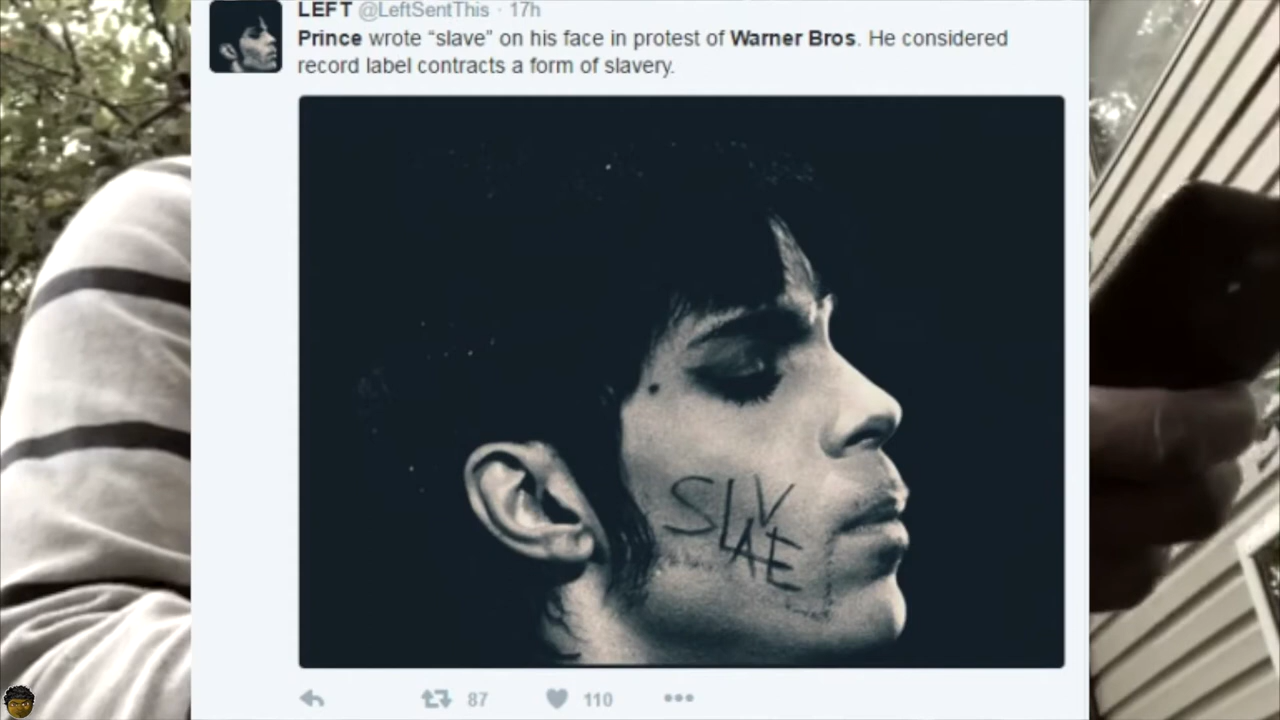 LEFT @LeftSentThis · 17h
Prince wrote “slave” on his face in protest of Warner Bros. He considered
record label contracts a form of slavery.
SLAVE
87 110